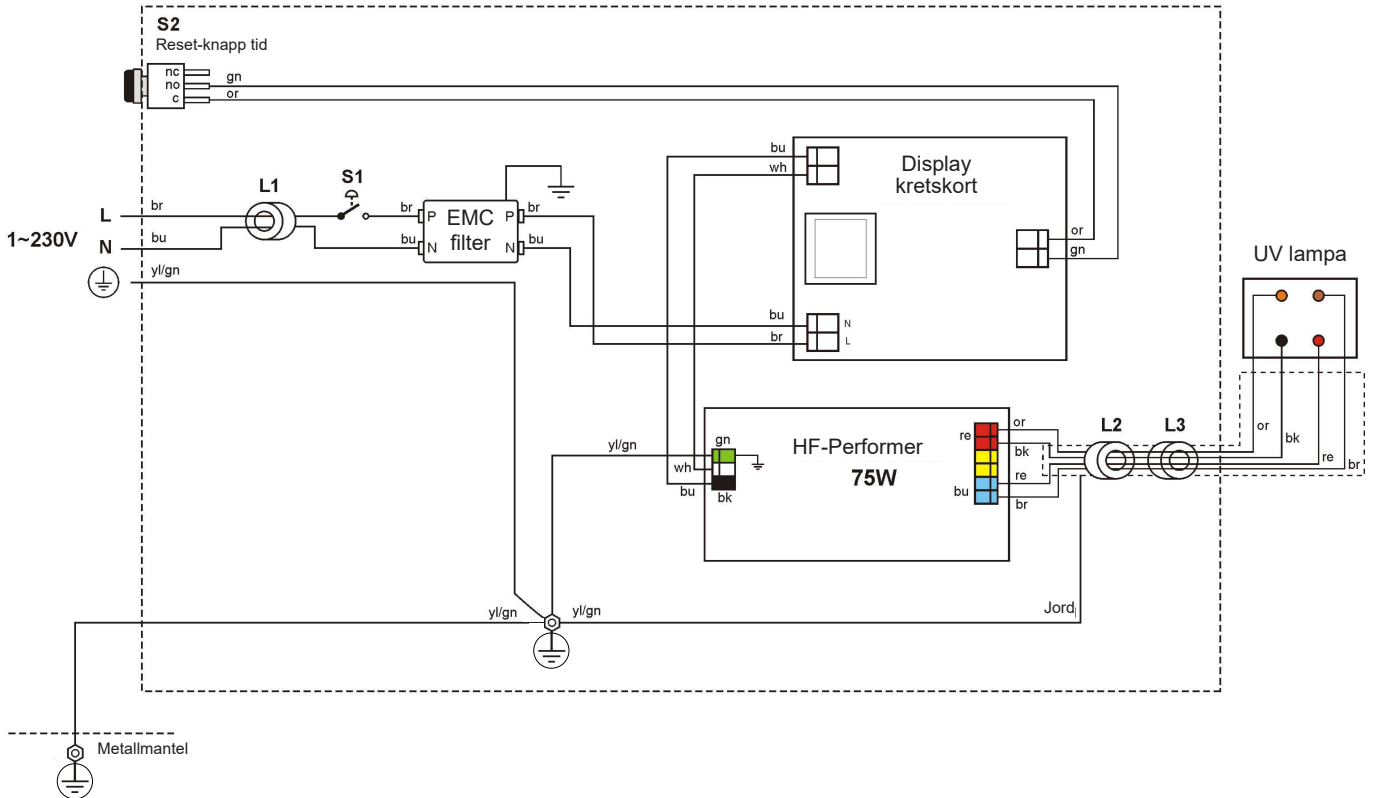 S2
Reset-knapp tid
nc
no
c
gn
or
bu
wh
Display
kretskort
L1
S1
br
L
br
P
EMC
P
br
or
1~230V
N
bu
bu
N
filter
N
bu
gn
UV lampa
yl/gn
bu
N
br
L
yl/gn
gn
HF-Performer
75W
re
or
bk
L2
L3
or
bk
wh
re
re
br
bu
bk
bu
br
yl/gn
yl/gn
Jord
Metallmantel